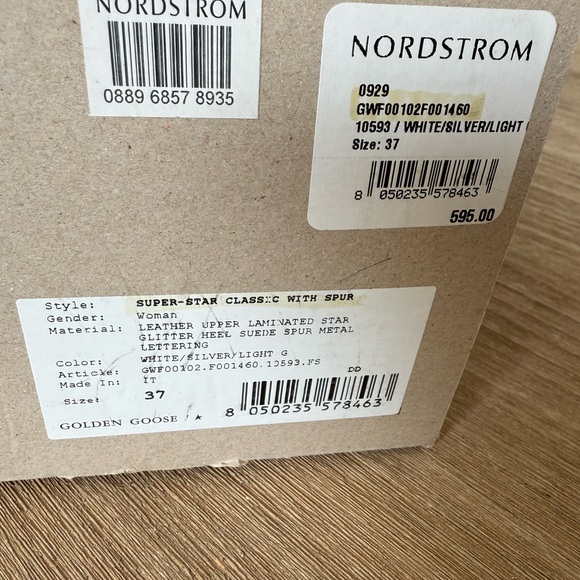 NORDSTROM
0889 6857 8935
NORDSTROM
0929
GWF00102F001460
10593 / WHITE/SILVER/LIGHT
Size: 37
8 050235 578463
595.00
Style: SUPER-STAR CLASSIC WITH SPUR
Gender: Woman
Material: LEATHER UPPER LAMINATED STAR
GLITTER HEEL SUEDE SPUR METAL
LETTERING
Color: WHITE/SILVER/LIGHT G
Article: GWF00102.F001460.10593.FS
Made In: IT
DD
Size: 37
8 050235 578463
GOLDEN GOOSE